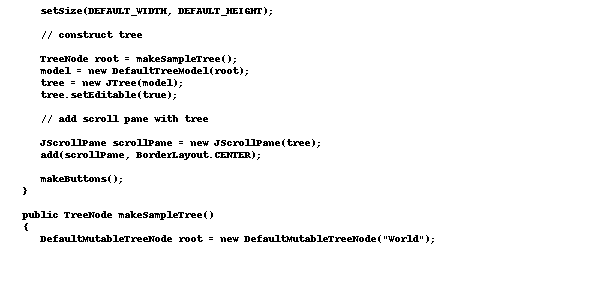 setSize(DEFAULT_WIDTH, DEFAULT_HEIGHT);
// construct tree
TreeNode root = makeSampleTree();
model = new DefaultTreeModel(root);
tree = new JTree(model);
tree.setEditable(true);
// add scroll pane with tree
JScrollPane scrollPane = new JScrollPane(tree);
add(scrollPane, BorderLayout.CENTER);
makeButtons();
}
public TreeNode makeSampleTree()
{
DefaultMutableTreeNode root = new DefaultMutableTreeNode("World");